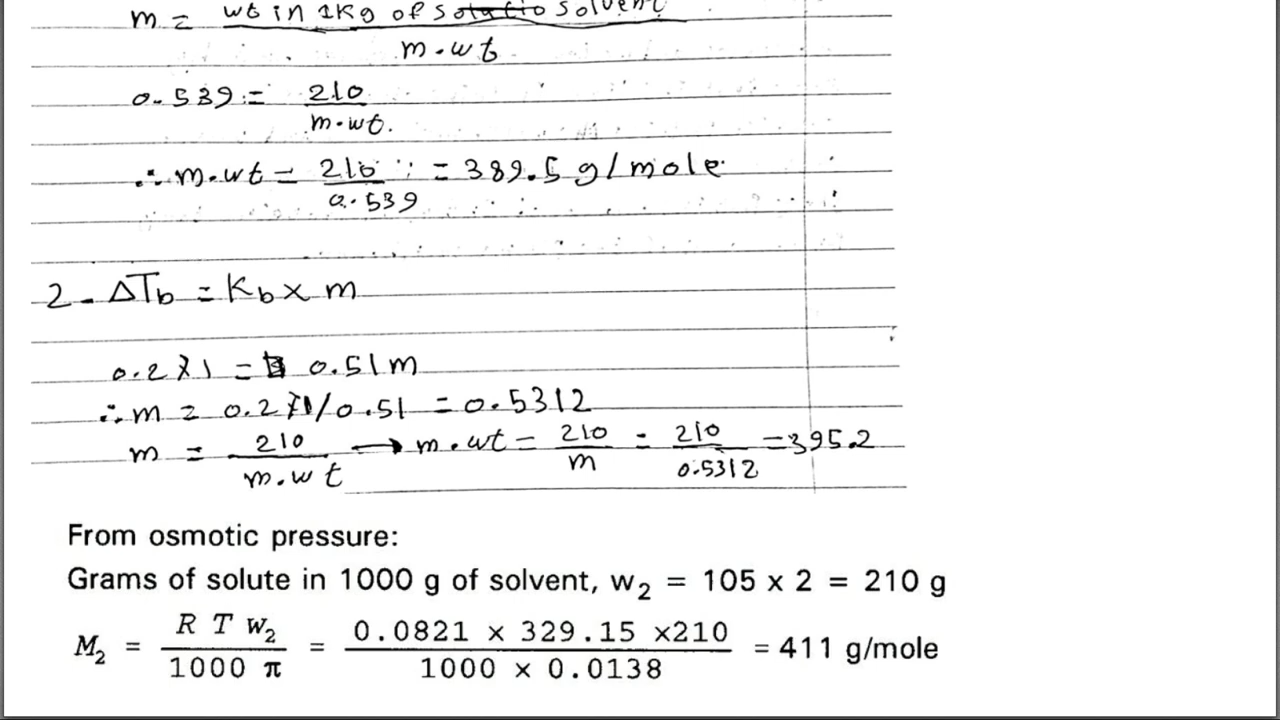 m = wt in 1Kg of solvent / m.wt
0.539 = 210 / m.wt.
∴ m.wt = 210 / 0.539 = 389.5 g/mole
2- ΔTb = Kb x m
0.271 = 0.51m
∴ m = 0.271/0.51 = 0.5312
m = 210 / m.wt → m.wt = 210 / m = 210 / 0.5312 = 395.2
From osmotic pressure:
Grams of solute in 1000 g of solvent, w₂ = 105 x 2 = 210 g
M₂ = R T w₂ / 1000 π = 0.0821 × 329.15 ×210 / 1000 × 0.0138 = 411 g/mole